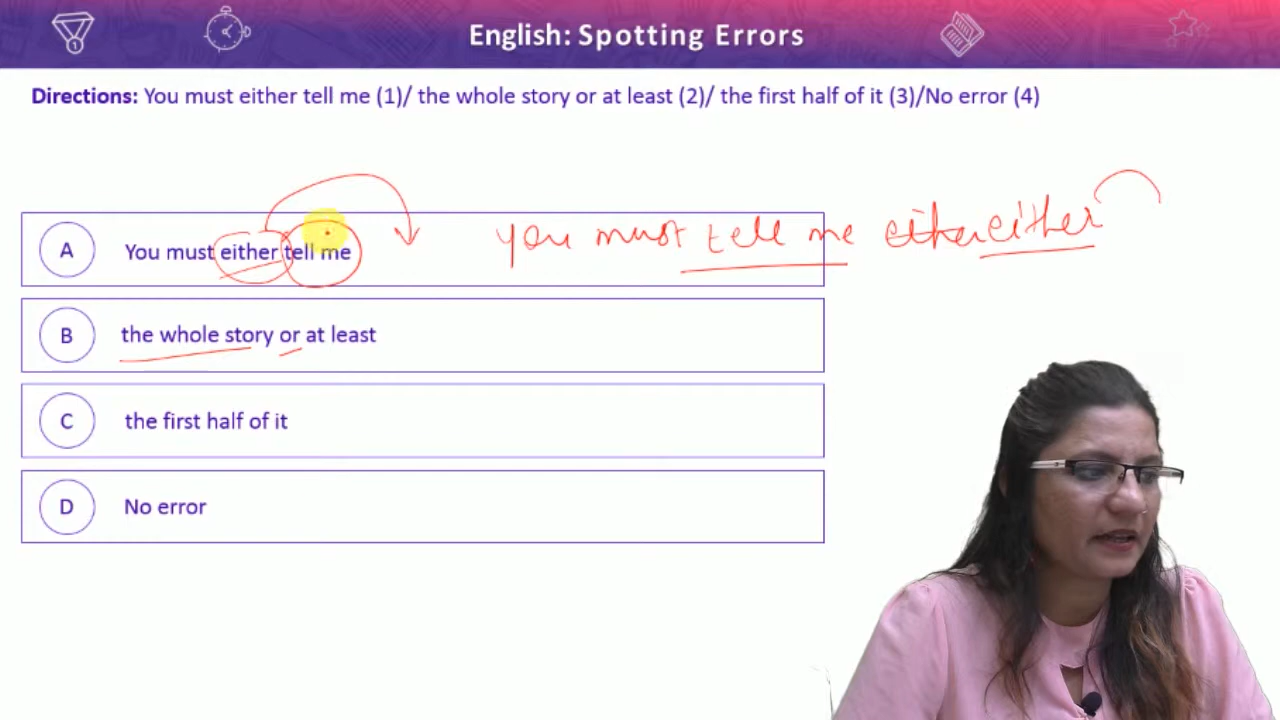 English: Spotting Errors
Directions: You must either tell me (1)/ the whole story or at least (2)/ the first half of it (3)/No error (4)
you must tell me either either
A You must either tell me
B the whole story or at least
C the first half of it
D No error